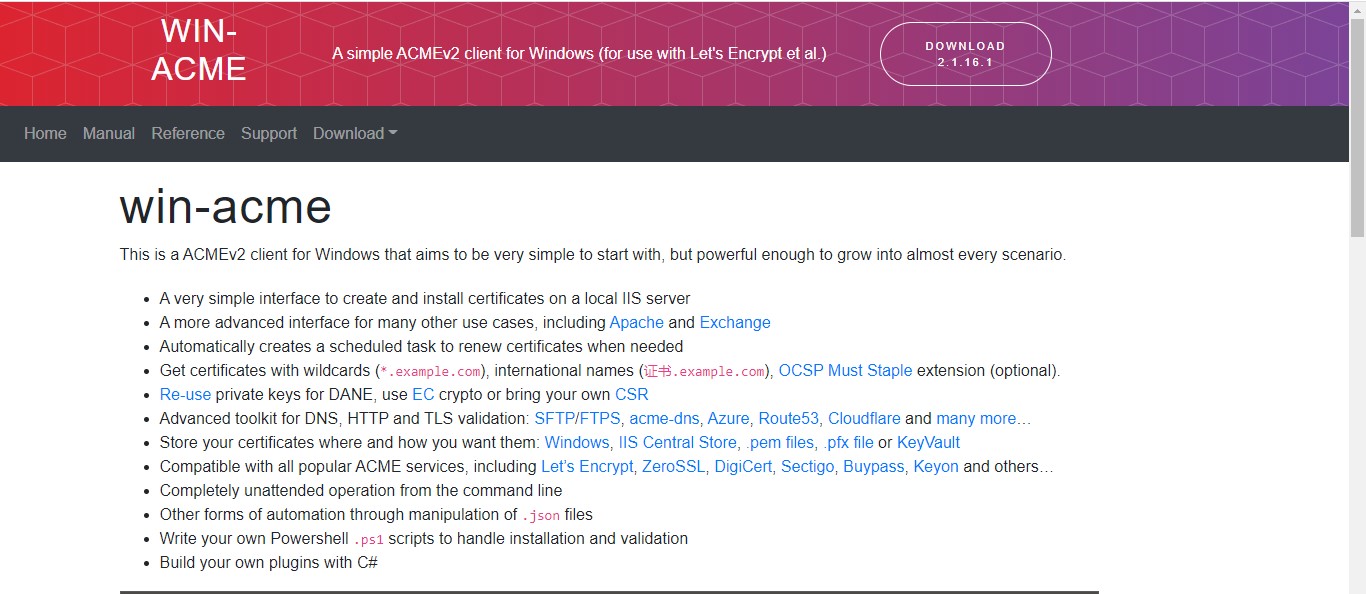 WIN-
ACME
A simple ACMEv2 client for Windows (for use with Let's Encrypt et al.)
DOWNLOAD
2.1.16.1
Home Manual Reference Support Download
win-acme
This is a ACMEv2 client for Windows that aims to be very simple to start with, but powerful enough to grow into almost every scenario.
• A very simple interface to create and install certificates on a local IIS server
• A more advanced interface for many other use cases, including Apache and Exchange
• Automatically creates a scheduled task to renew certificates when needed
• Get certificates with wildcards (*.example.com), international names (证书.example.com), OCSP Must Staple extension (optional).
• Re-use private keys for DANE, use EC crypto or bring your own CSR
• Advanced toolkit for DNS, HTTP and TLS validation: SFTP/FTPS, acme-dns, Azure, Route53, Cloudflare and many more…
• Store your certificates where and how you want them: Windows, IIS Central Store, .pem files, .pfx file or KeyVault
• Compatible with all popular ACME services, including Let's Encrypt, ZeroSSL, DigiCert, Sectigo, Buypass, Keyon and others…
• Completely unattended operation from the command line
• Other forms of automation through manipulation of .json files
• Write your own Powershell .ps1 scripts to handle installation and validation
• Build your own plugins with C#